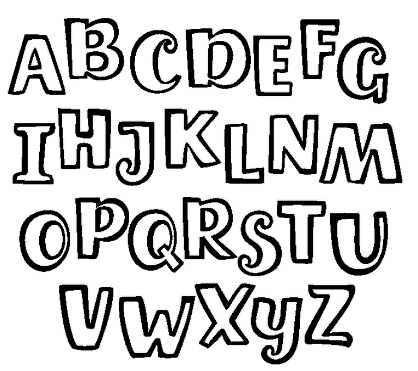 ABCDEFG
IHJKLNM
OPQRSTU
VWXyZ